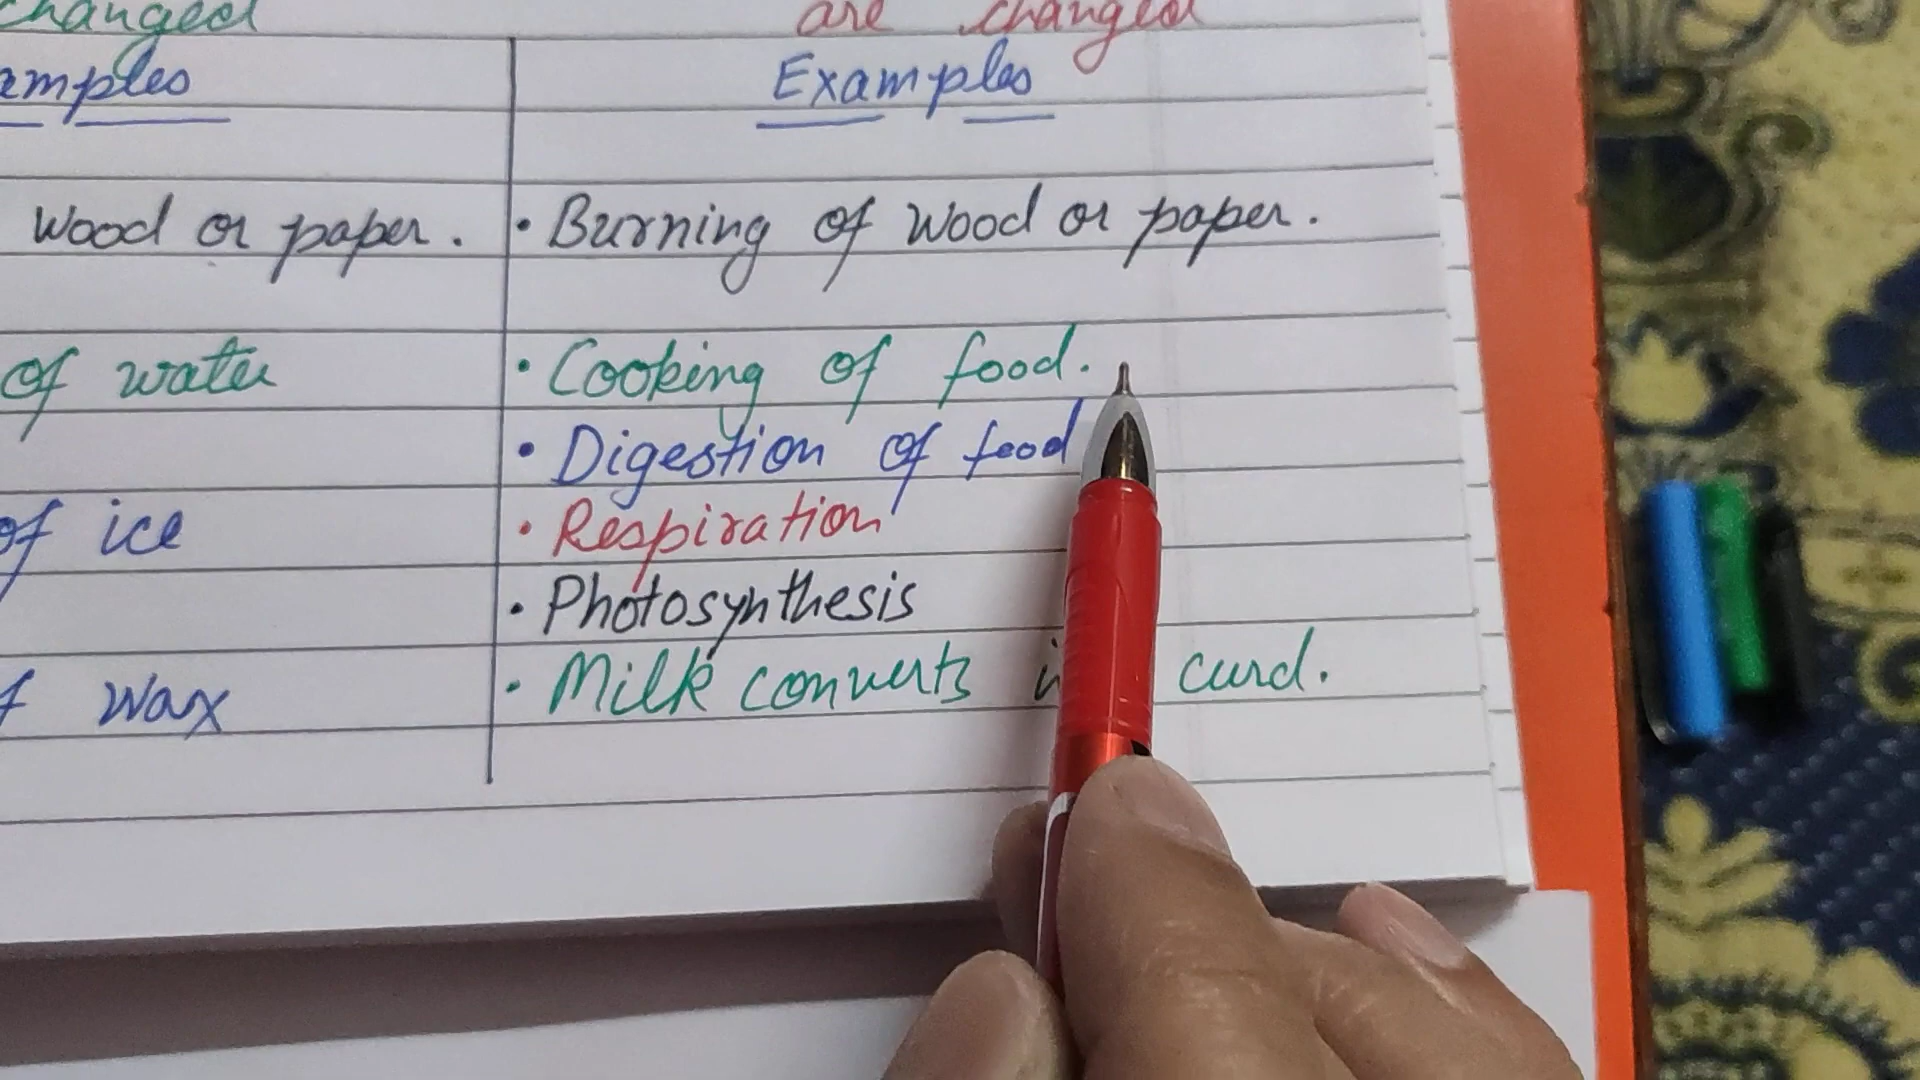 changed
are changed
amples
Examples
wood or paper.
• Burning of wood or paper.
of water
• Cooking of food.
• Digestion of food
of ice
• Respiration
• Photosynthesis
wax
• Milk converts curd.